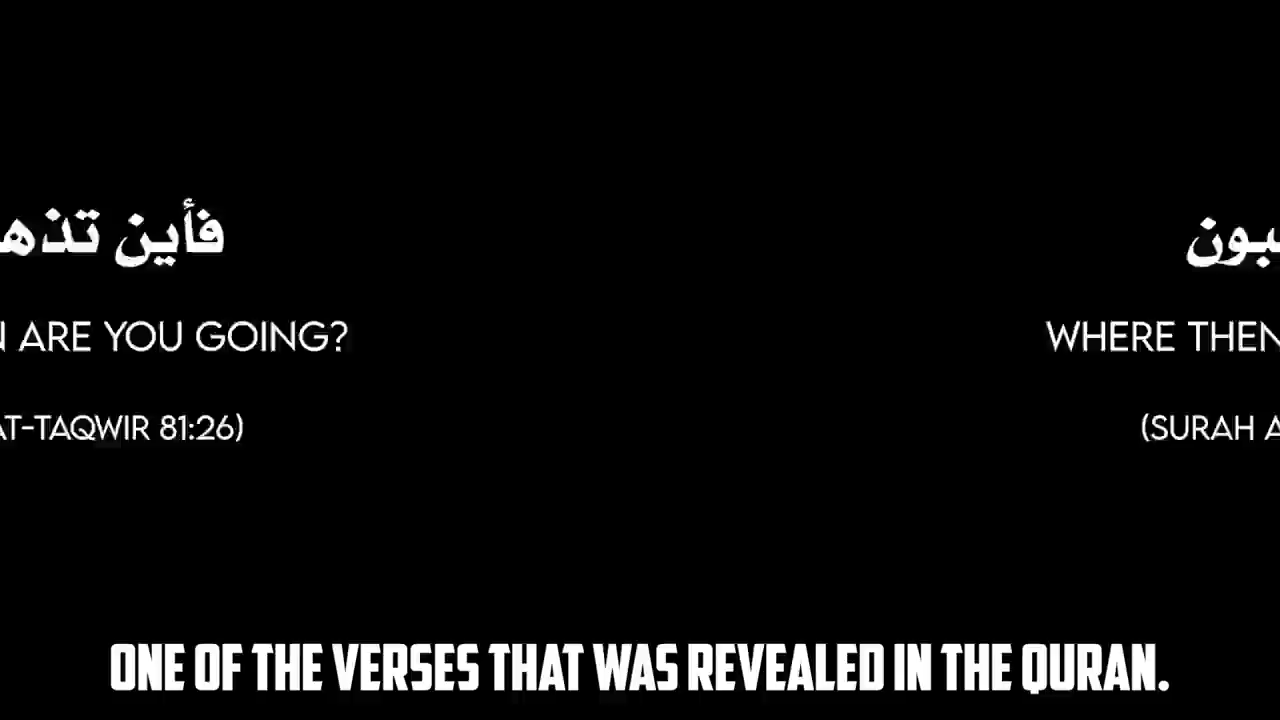 فأين تذه
بون
N ARE YOU GOING?
WHERE THEN
AT-TAQWIR 81:26)
(SURAH A
ONE OF THE VERSES THAT WAS REVEALED IN THE QURAN.